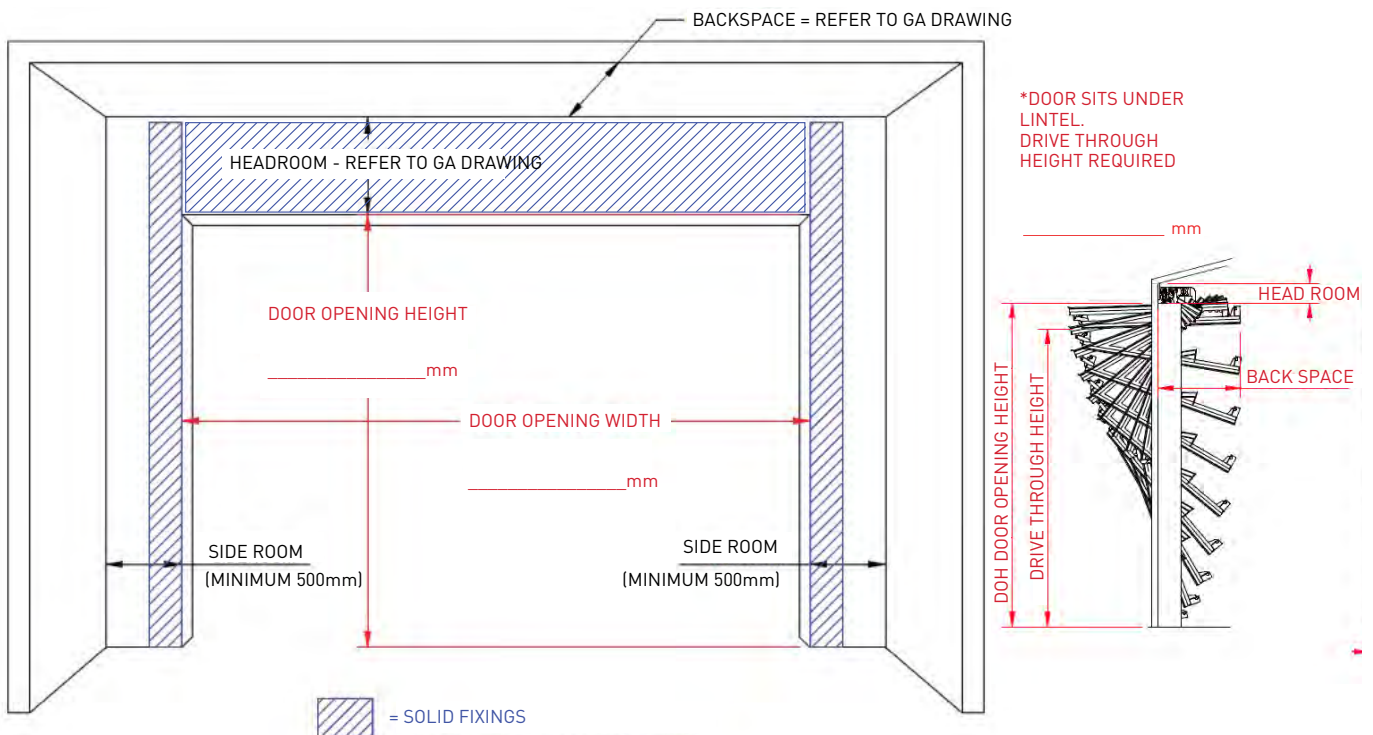 BACKSPACE = REFER TO GA DRAWING
*DOOR SITS UNDER
LINTEL.
DRIVE THROUGH
HEIGHT REQUIRED
HEADROOM - REFER TO GA DRAWING
mm
HEAD ROOM
DOOR OPENING HEIGHT
mm
BACK SPACE
DOOR OPENING WIDTH
mm
DOH DOOR OPENING HEIGHT
DRIVE THROUGH HEIGHT
SIDE ROOM
(MINIMUM 500mm)
SIDE ROOM
(MINIMUM 500mm)
= SOLID FIXINGS